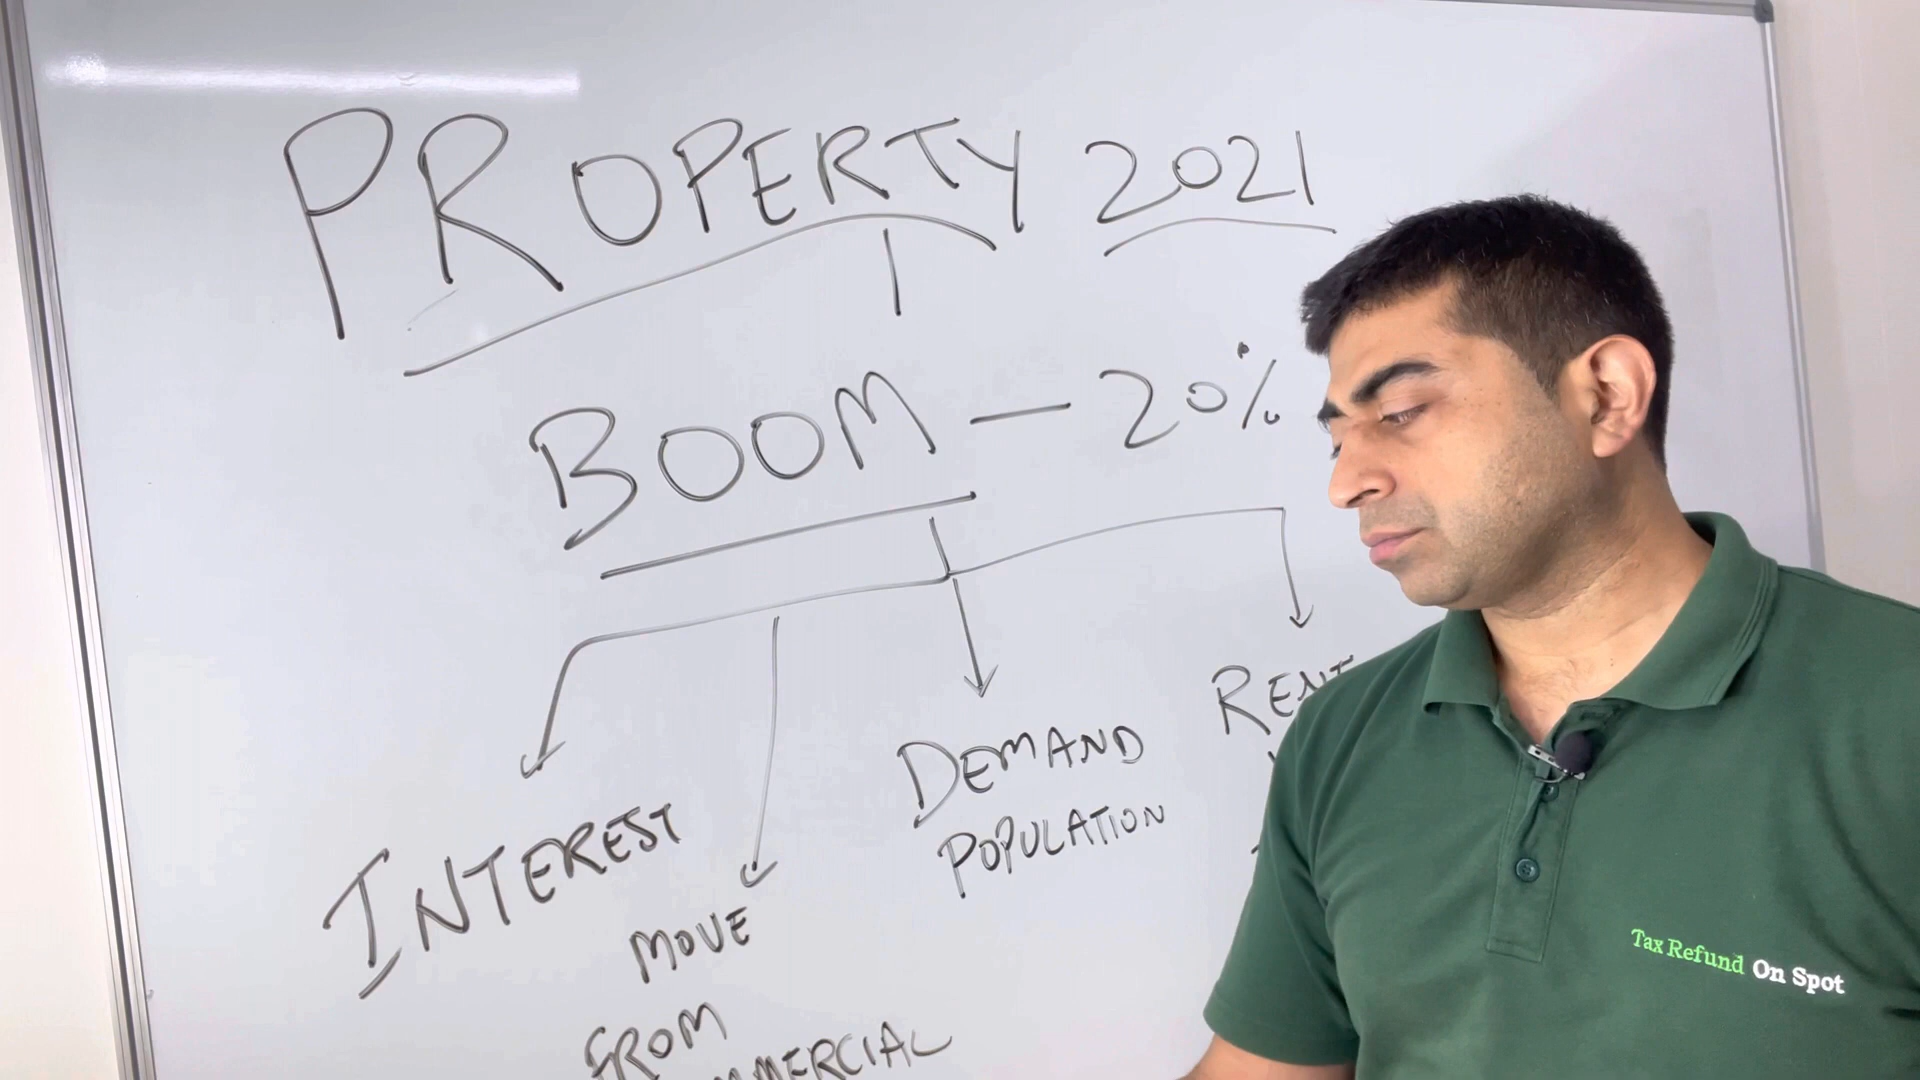 PROPERTY 2021
BOOM — 20%
INTEREST
MOVE
FROM
DEMAND
POPULATION
Tax Refund On Spot